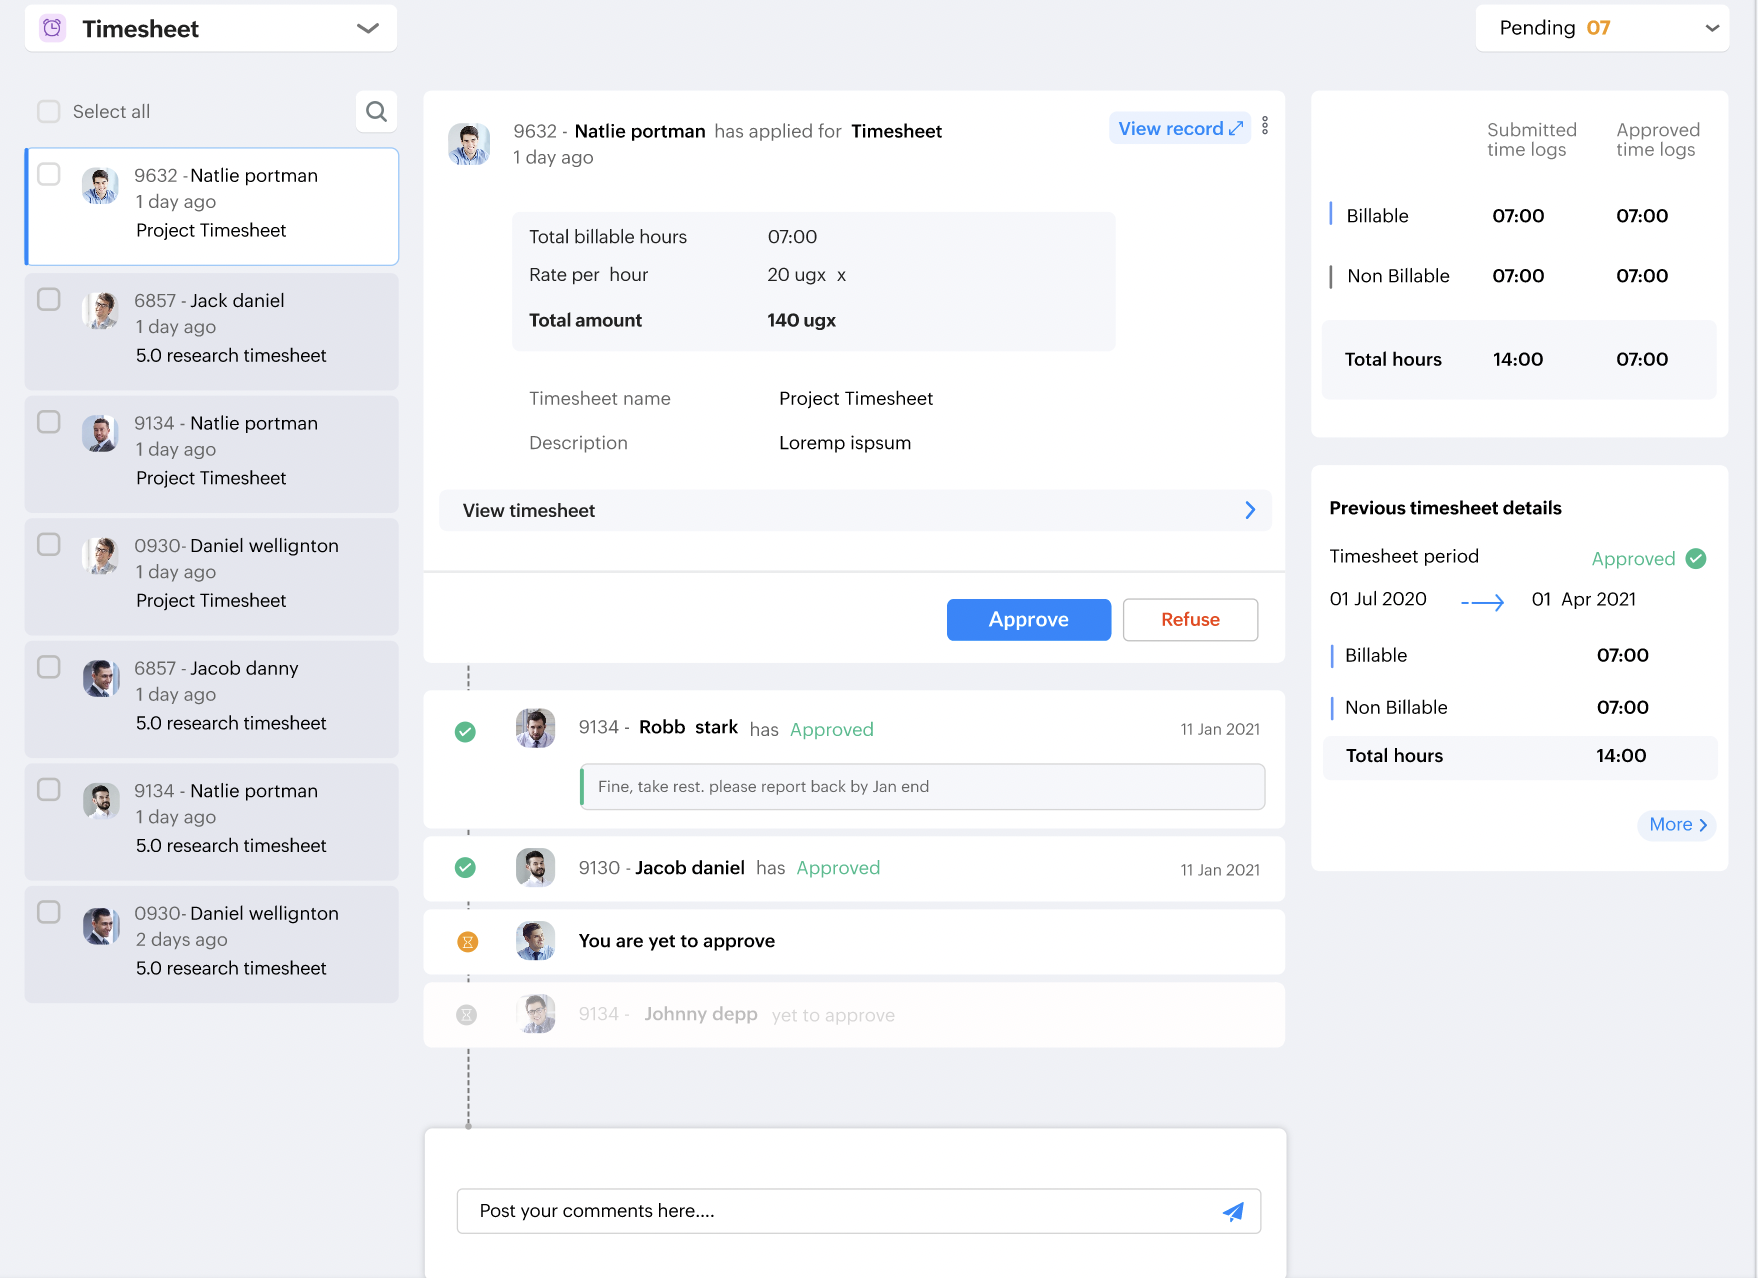 Timesheet
Pending 07
Select all
9632 - Natlie portman
1 day ago
Project Timesheet
6857 - Jack daniel
1 day ago
5.0 research timesheet
9134 - Natlie portman
1 day ago
Project Timesheet
0930- Daniel wellignton
1 day ago
Project Timesheet
6857 - Jacob danny
1 day ago
5.0 research timesheet
9134 - Natlie portman
1 day ago
5.0 research timesheet
0930- Daniel wellignton
2 days ago
5.0 research timesheet
9632 - Natlie portman has applied for Timesheet
1 day ago
View record
Total billable hours 07:00
Rate per hour 20 ugx x
Total amount 140 ugx
Timesheet name Project Timesheet
Description Loremp ispsum
View timesheet
Approve Refuse
9134 - Robb stark has Approved 11 Jan 2021
Fine, take rest. please report back by Jan end
9130 - Jacob daniel has Approved 11 Jan 2021
You are yet to approve
9134 - Johnny depp yet to approve
Post your comments here....
Submitted time logs
Approved time logs
Billable 07:00 07:00
Non Billable 07:00 07:00
Total hours 14:00 07:00
Previous timesheet details
Timesheet period Approved
01 Jul 2020 01 Apr 2021
Billable 07:00
Non Billable 07:00
Total hours 14:00
More